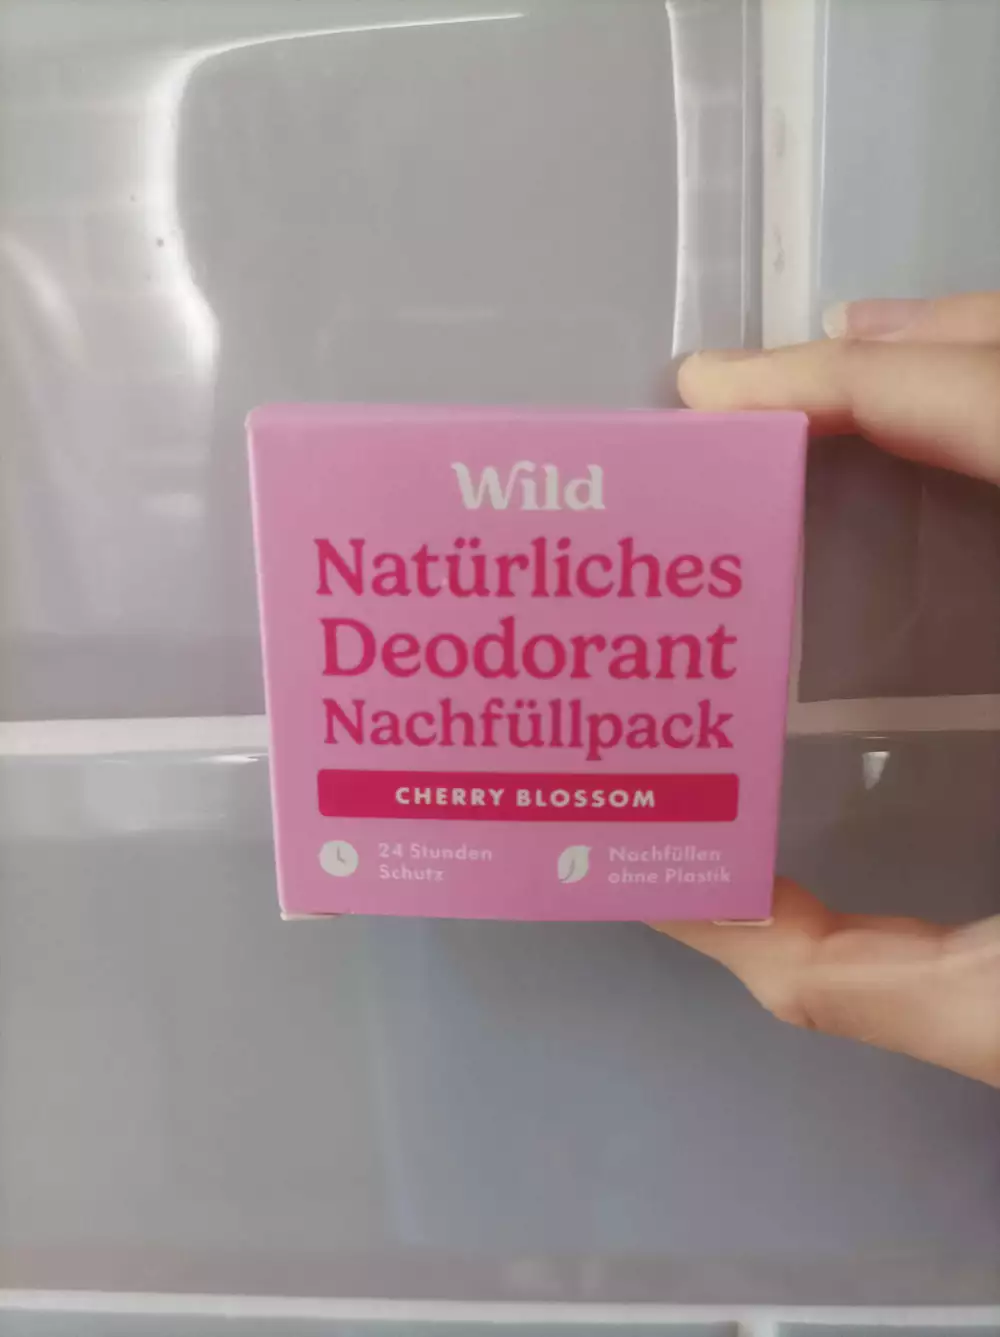 Wild
Natürliches
Deodorant
Nachfüllpack
CHERRY BLOSSOM
24 Stunden
Schutz
Nachfüllen
ohne Plastik